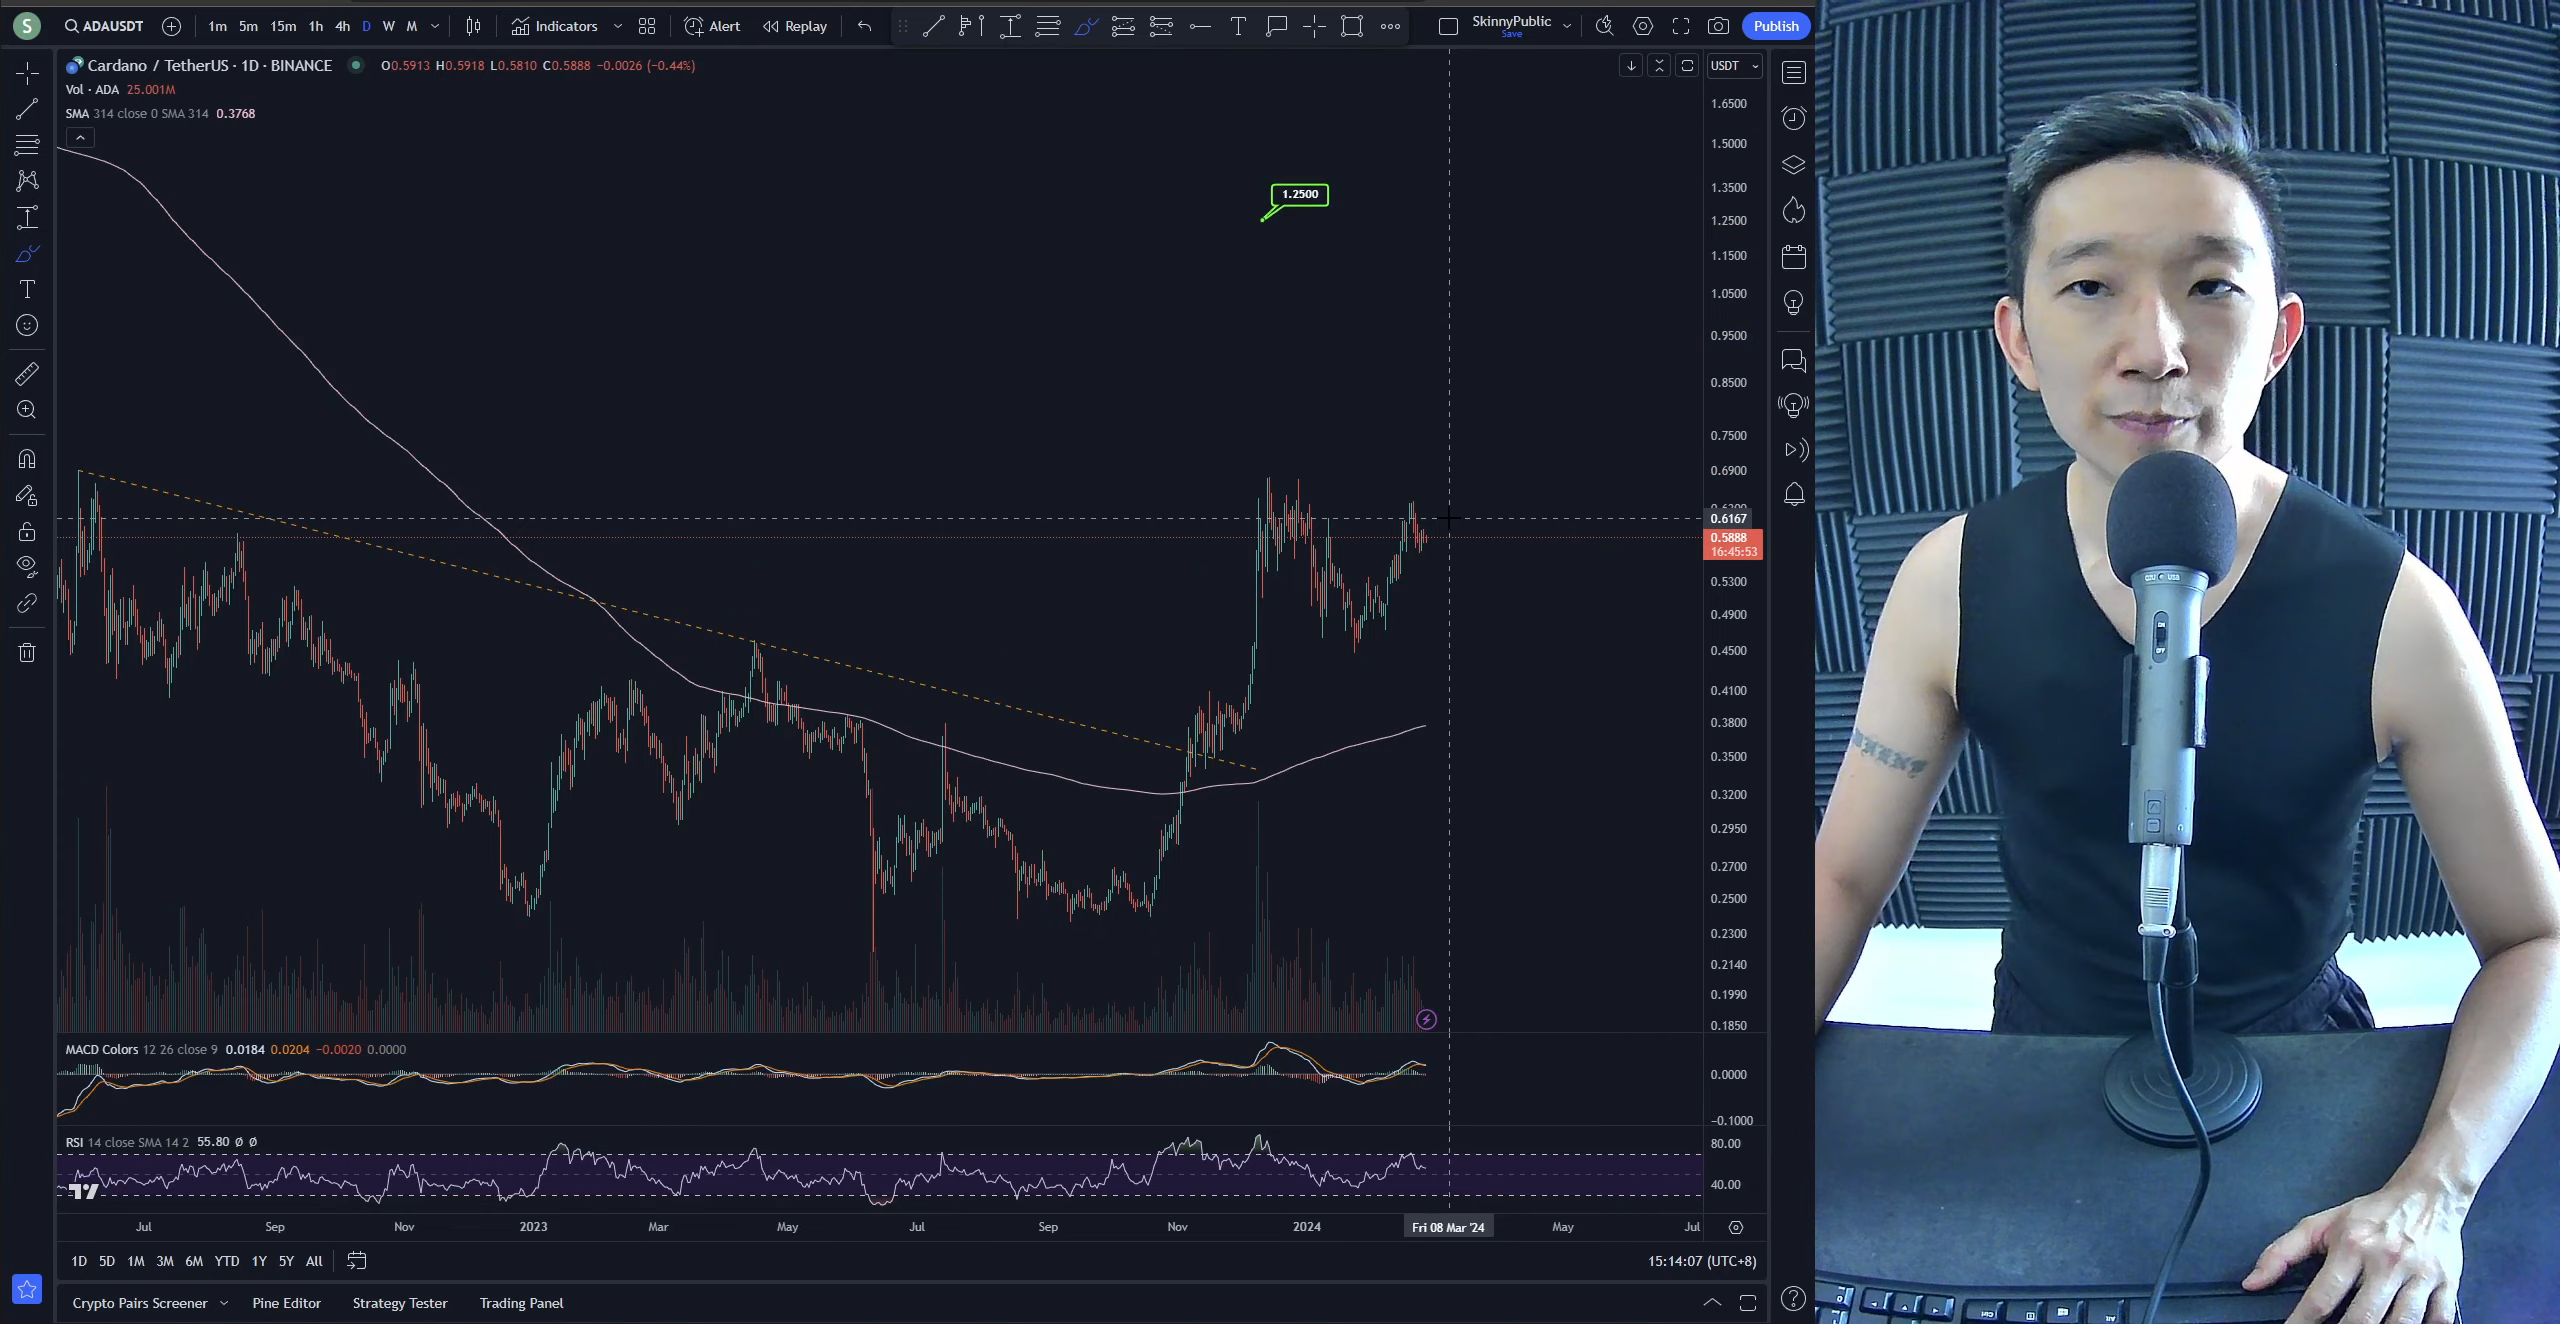 S ADAUSDT 1m 5m 15m 1h 4h D W M Indicators Alert Replay SkinnyPublic Publish
Save
Cardano / TetherUS · 1D · BINANCE O0.5913 H0.5918 L0.5810 C0.5888 −0.0026 (−0.44%) USDT
Vol · ADA 25.001M
SMA 314 close 0 SMA 314 0.3768
1.2500
1.6500
1.5000
1.3500
1.2500
1.1500
1.0500
0.9500
0.8500
0.7500
0.6900
0.6167
0.5888
16:45:53
0.5300
0.4900
0.4500
0.4100
0.3800
0.3500
0.3200
0.2950
0.2700
0.2500
0.2300
0.2140
0.1990
0.1850
MACD Colors 12 26 close 9 0.0184 0.0204 −0.0020 0.0000
0.0000
−0.1000
RSI 14 close SMA 14 2 55.80 Ø Ø
80.00
40.00
Jul Sep Nov 2023 Mar May Jul Sep Nov 2024 Fri 08 Mar '24 May Jul
1D 5D 1M 3M 6M YTD 1Y 5Y All 15:14:07 (UTC+8)
Crypto Pairs Screener Pine Editor Strategy Tester Trading Panel
ON
OFF